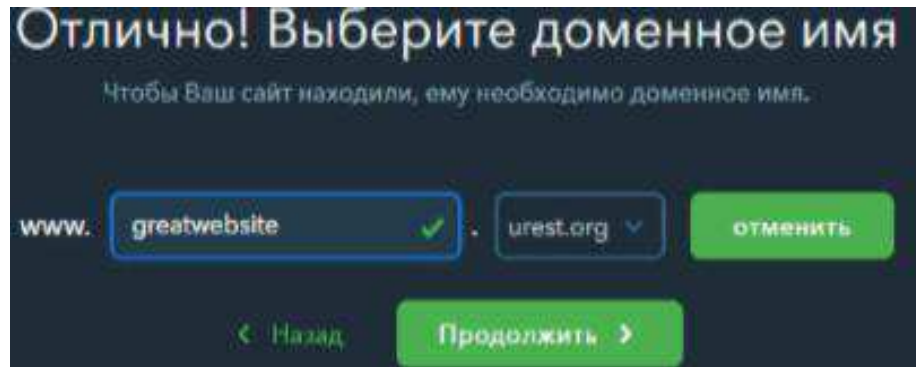 Отлично! Выберите доменное имя
Чтобы Ваш сайт находили, ему необходимо доменное имя.
www. greatwebsite . urest.org отменить
Назад Продолжить